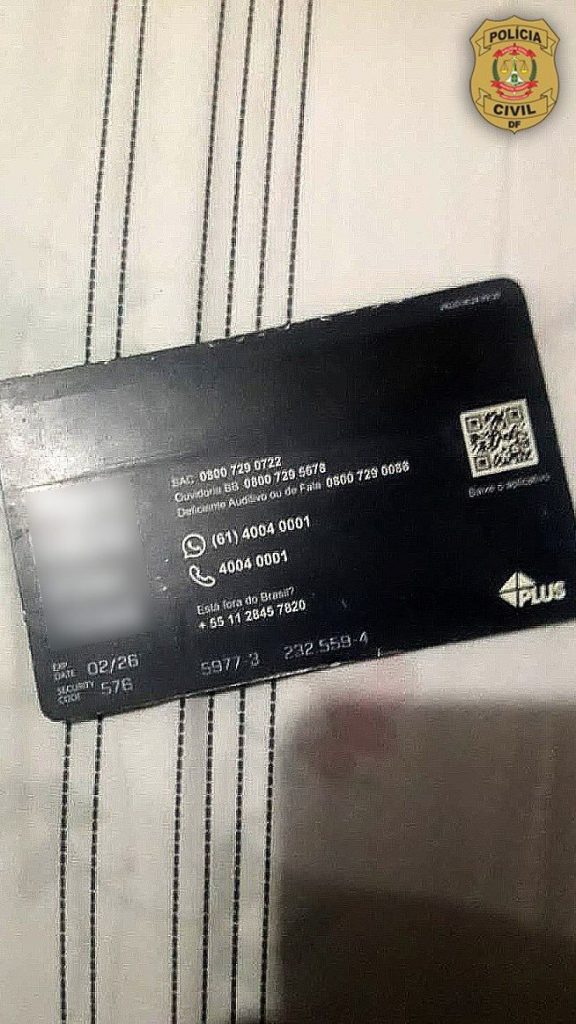 POLÍCIA
CIVIL
DF
SAC 0800 729 0722
Ouvidoria BB 0800 729 5678
Deficiente Auditivo ou de Fala 0800 729 0088
(61) 4004 0001
4004 0001
Está fora do Brasil?
+ 55 11 2845 7820
Baixe o aplicativo
PLUS
EXP DATE 02/26
5977-3 232.559-4
SECURITY CODE 576